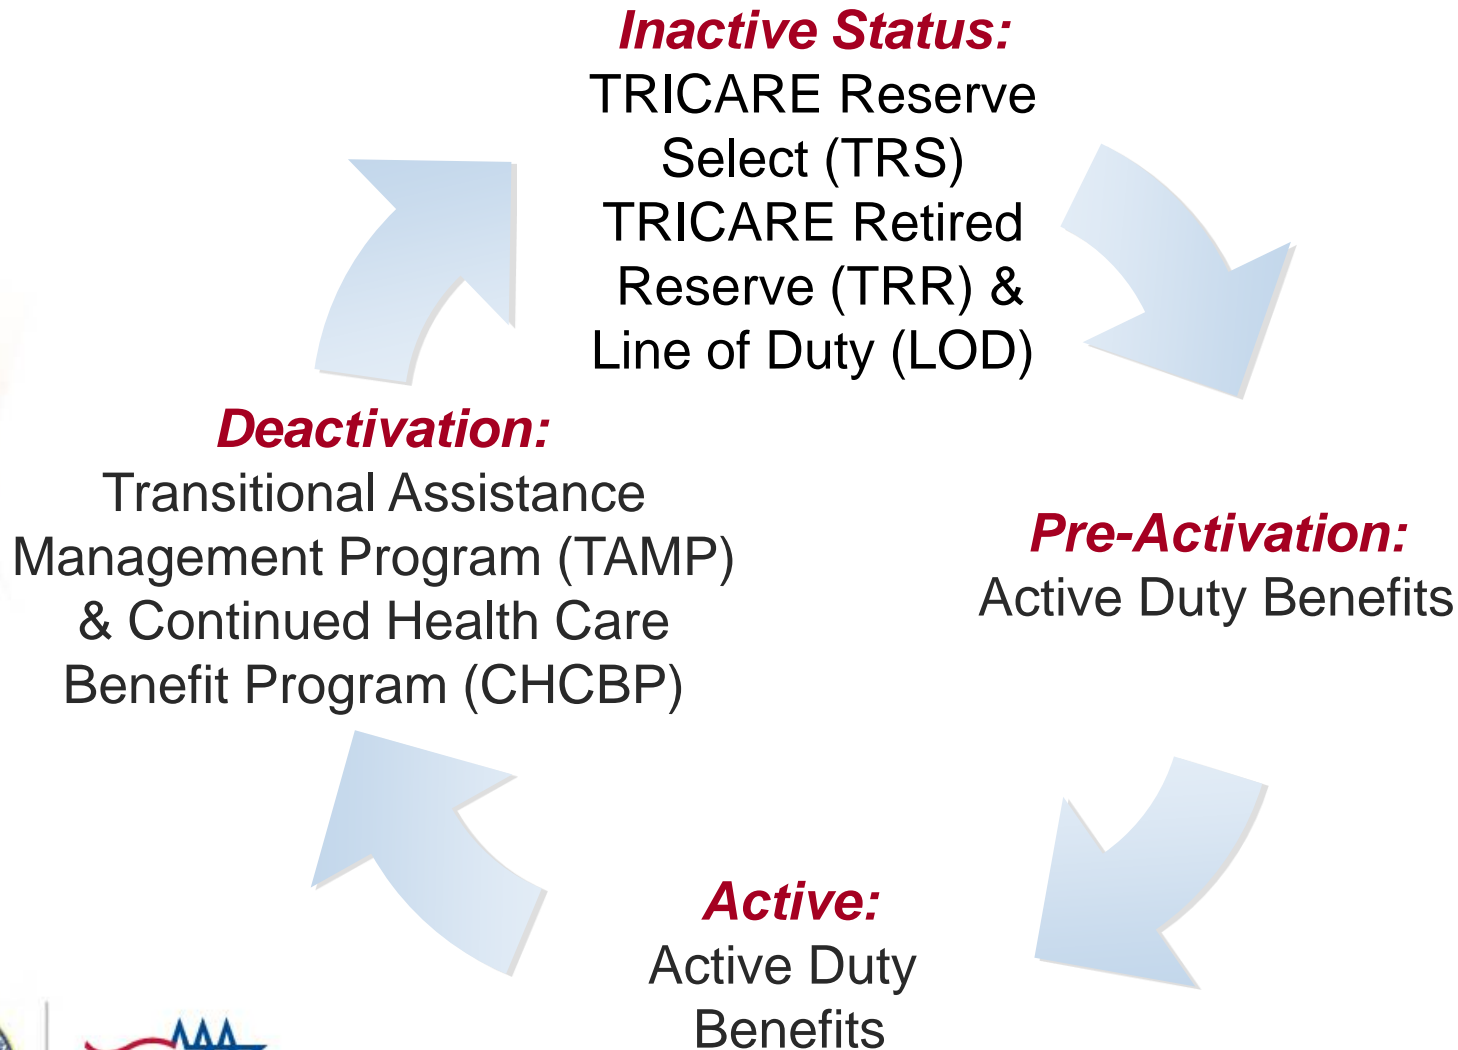 Inactive Status:
TRICARE Reserve
Select (TRS)
TRICARE Retired
Reserve (TRR) &
Line of Duty (LOD)
Pre-Activation:
Active Duty Benefits
Active:
Active Duty
Benefits
Deactivation:
Transitional Assistance
Management Program (TAMP)
& Continued Health Care
Benefit Program (CHCBP)